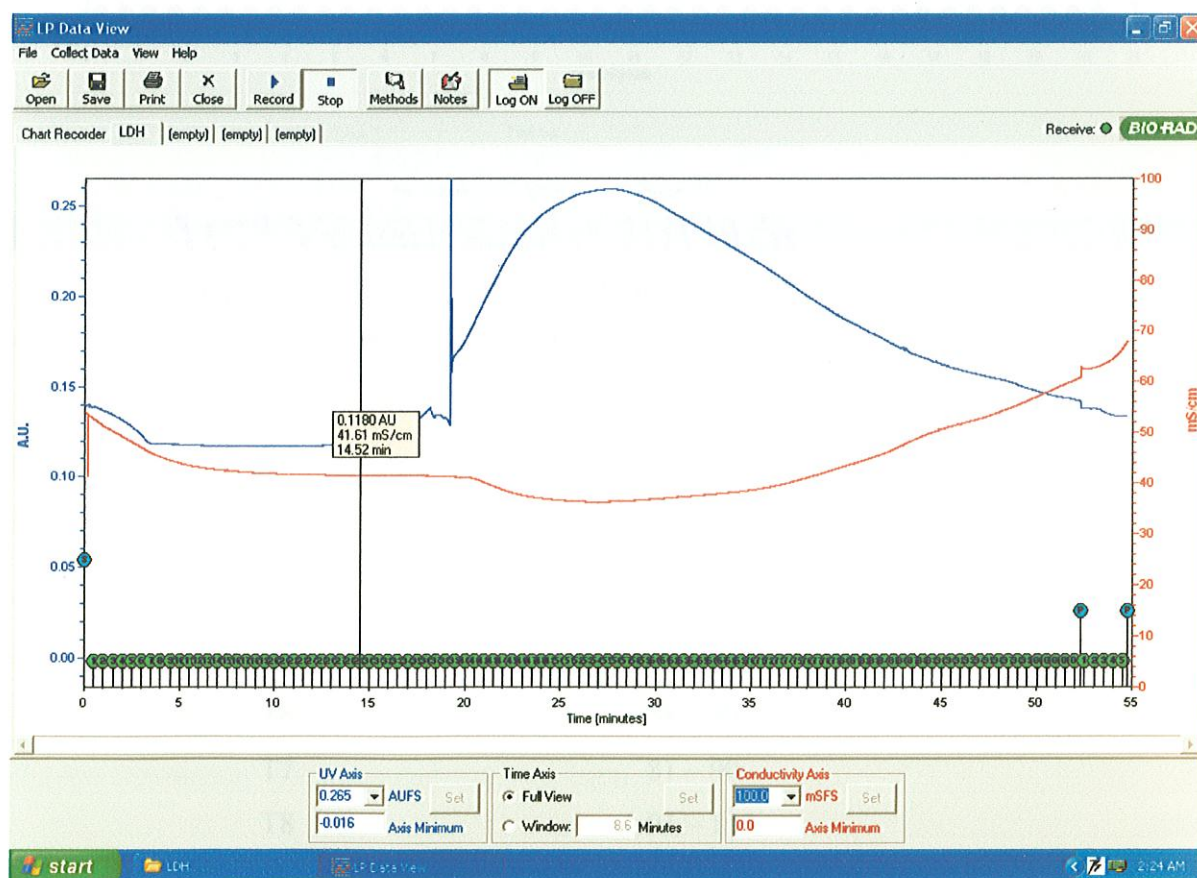 LP Data View
File Collect Data View Help
Open Save Print Close Record Stop Methods Notes Log ON Log OFF
Chart Recorder LDH (empty) (empty) (empty) Receive: BIO-RAD
0.25
0.20
0.15
0.10
0.05
0.00
A.U.
100
90
80
70
60
50
40
30
20
10
0
mS/cm
0.1180 AU
41.61 mS/cm
14.52 min
S
P P
0 5 10 15 20 25 30 35 40 45 50 55
Time [minutes]
UV Axis
0.265 AUFS Set
-0.016 Axis Minimum
Time Axis
Full View Set
Window: 8.6 Minutes
Conductivity Axis
100.0 mSFS Set
0.0 Axis Minimum
start LDH LP Data View 2:24 AM